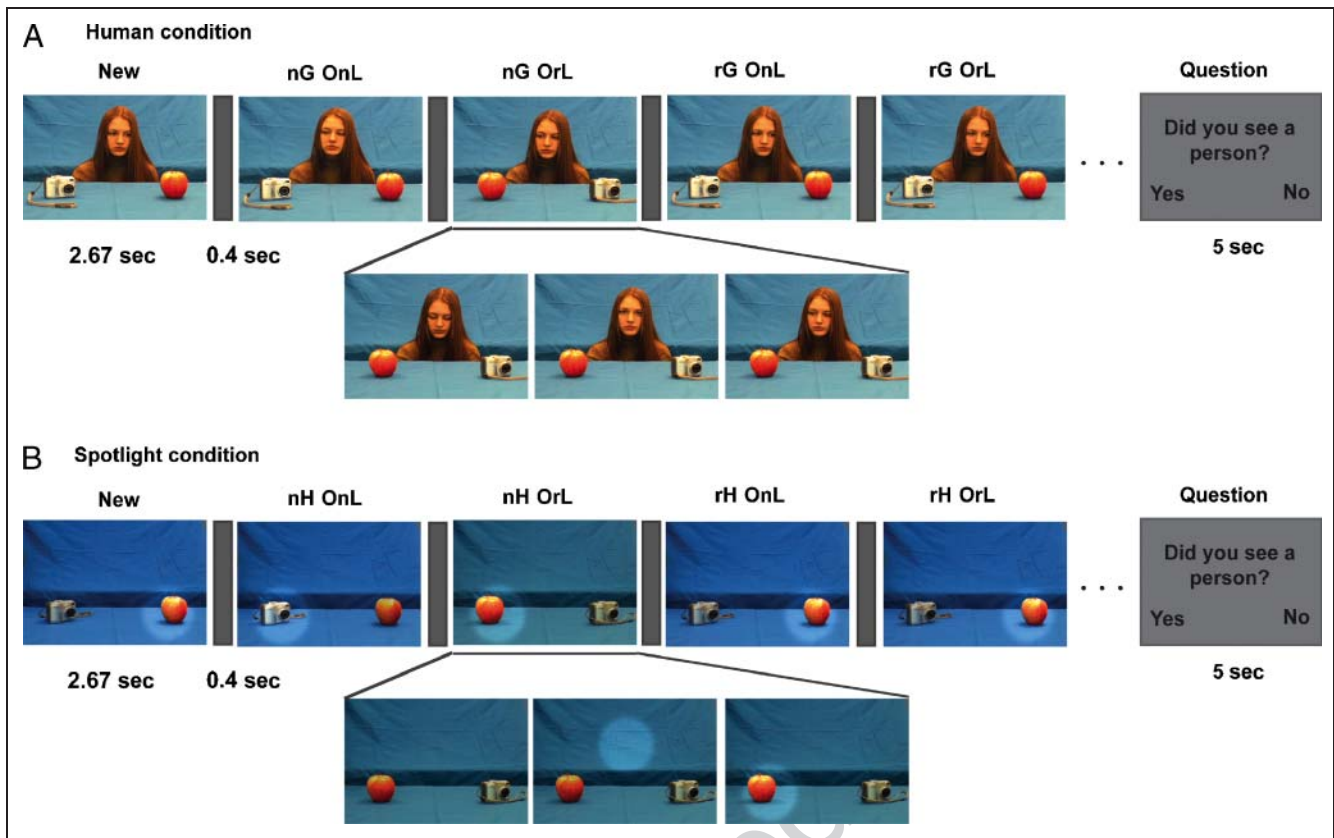 A Human condition
New nG OnL nG OrL rG OnL rG OrL Question
Did you see a
person?
Yes No
. . .
2.67 sec 0.4 sec 5 sec
B Spotlight condition
New nH OnL nH OrL rH OnL rH OrL Question
Did you see a
person?
Yes No
. . .
2.67 sec 0.4 sec 5 sec